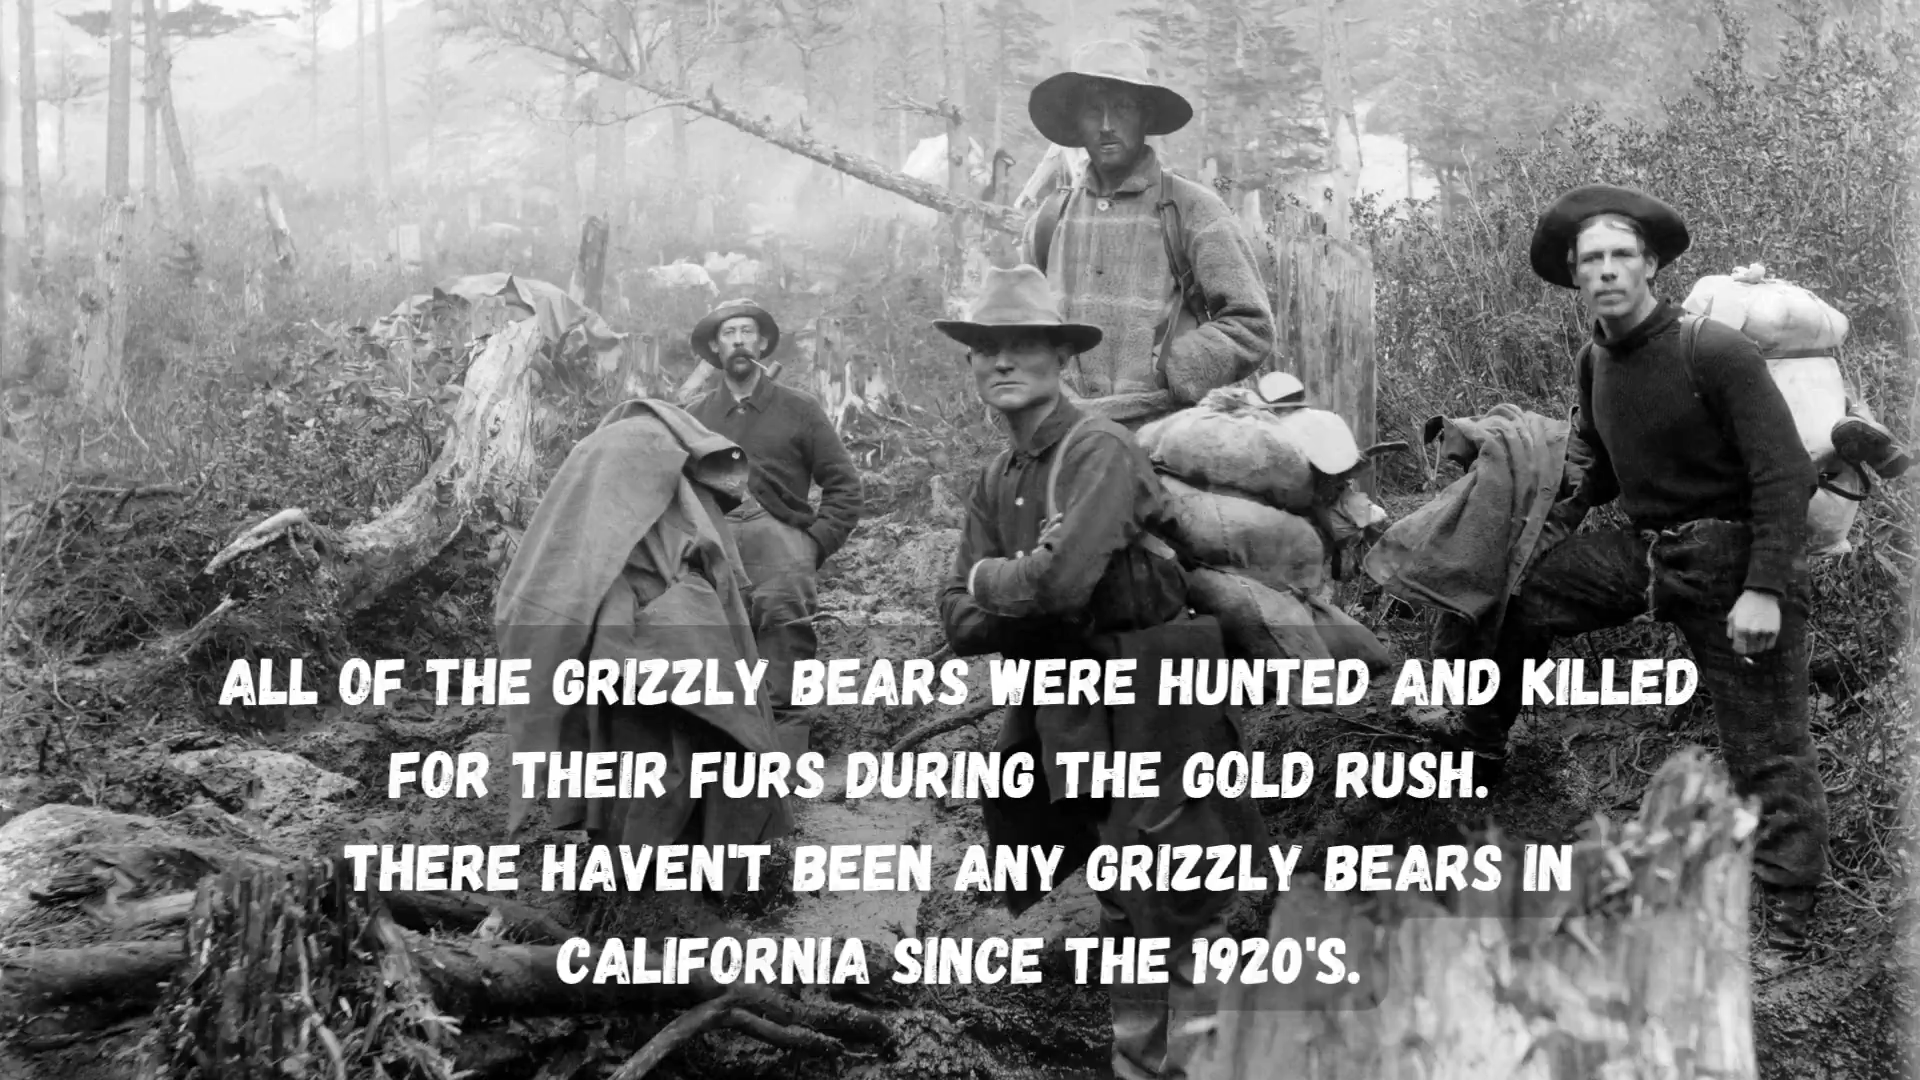 ALL OF THE GRIZZLY BEARS WERE HUNTED AND KILLED
FOR THEIR FURS DURING THE GOLD RUSH.
THERE HAVEN'T BEEN ANY GRIZZLY BEARS IN
CALIFORNIA SINCE THE 1920'S.